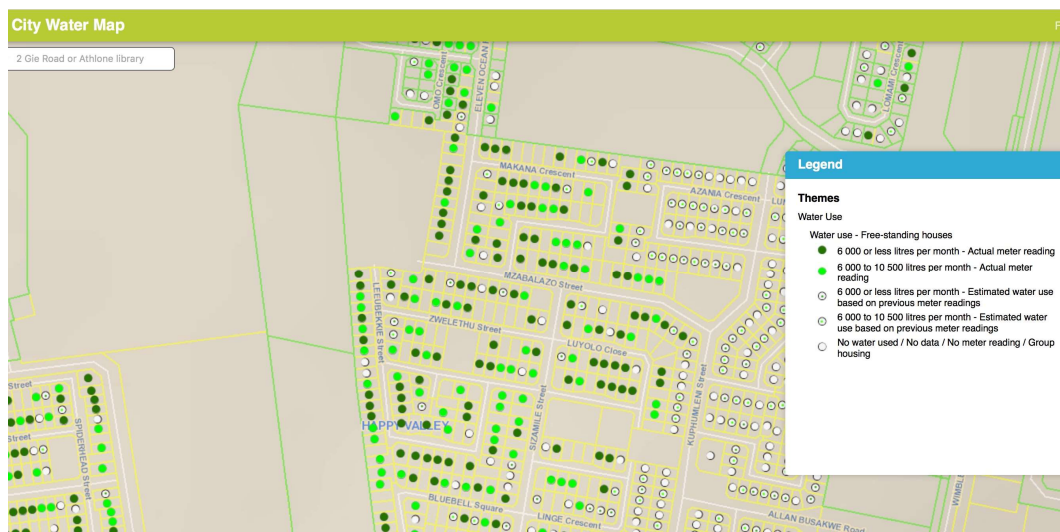 City Water Map
2 Gie Road or Athlone library
OMO Crescent
ELEVEN OCEAN
LOMAMI Crescent
Legend
Themes
Water Use
Water use - Free-standing houses
6 000 or less litres per month - Actual meter reading
6 000 to 10 500 litres per month - Actual meter
reading
6 000 or less litres per month - Estimated water use
based on previous meter readings
6 000 to 10 500 litres per month - Estimated water
use based on previous meter readings
No water used / No data / No meter reading / Group
housing
MAKANA Crescent
AZANIA Crescent
MZABALAZO Street
LEEUBEKKIE Street
ZWELETHU Street
LUYOLO Close
KUPHUMLENI Street
Street
SIZAMILE Street
HAPPY VALLEY
SPIDERHEAD Street
Street
BLUEBELL Square
LINGE Crescent
ALLAN BUSAKWE Road